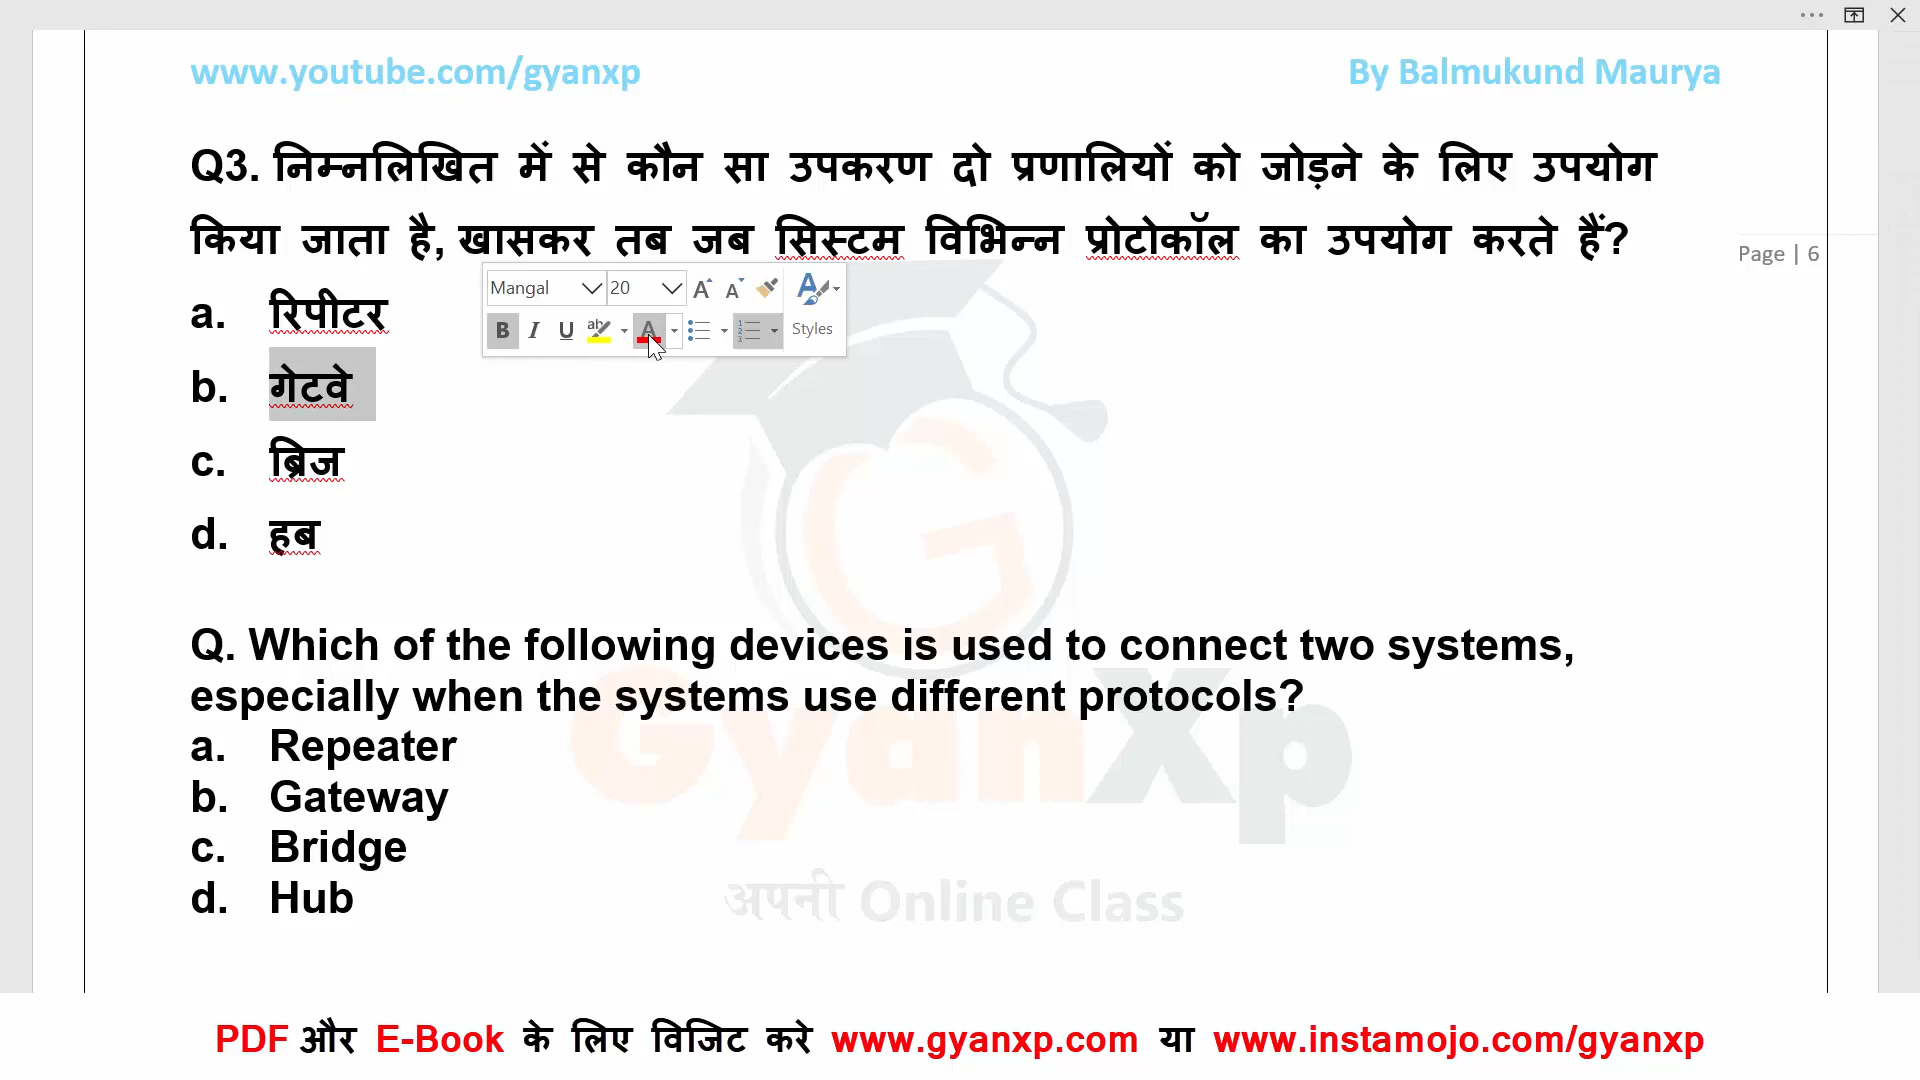 www.youtube.com/gyanxp
By Balmukund Maurya
Q3. निम्नलिखित में से कौन सा उपकरण दो प्रणालियों को जोड़ने के लिए उपयोग
किया जाता है, खासकर तब जब सिस्टम विभिन्न प्रोटोकॉल का उपयोग करते हैं?
Page | 6
Mangal 20
B I U ab A Styles
a. रिपीटर
b. गेटवे
c. ब्रिज
d. हब
Q. Which of the following devices is used to connect two systems,
especially when the systems use different protocols?
a. Repeater
b. Gateway
c. Bridge
d. Hub
GyanXp
अपनी Online Class
PDF और E-Book के लिए विजिट करे www.gyanxp.com या www.instamojo.com/gyanxp